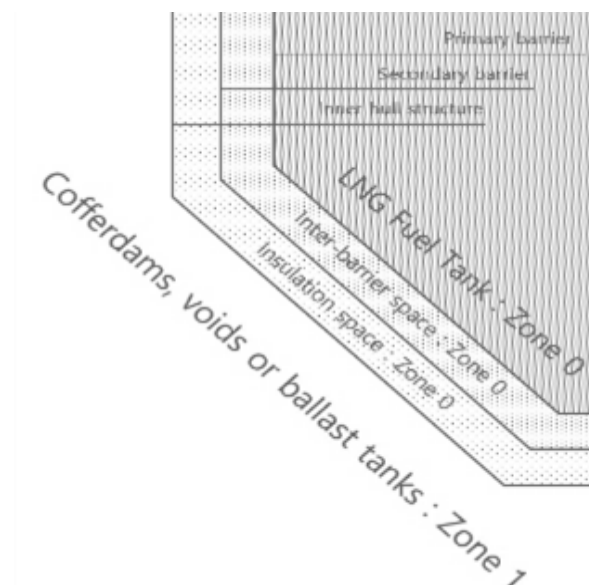 Primary barrier
Secondary barrier
Inner hull structure
LNG Fuel Tank : Zone 0
Inter-barrier space : Zone 0
Insulation space : Zone 0
Cofferdams, voids or ballast tanks : Zone 1